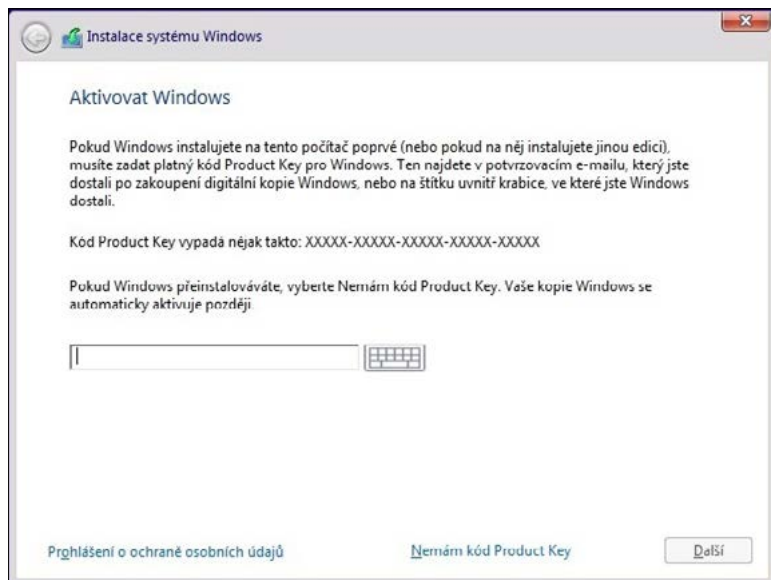 Instalace systému Windows
Aktivovat Windows
Pokud Windows instalujete na tento počítač poprvé (nebo pokud na něj instalujete jinou edici),
musíte zadat platný kód Product Key pro Windows. Ten najdete v potvrzovacím e-mailu, který jste
dostali po zakoupení digitální kopie Windows, nebo na štítku uvnitř krabice, ve které jste Windows
dostali.
Kód Product Key vypadá nějak takto: XXXXX-XXXXX-XXXXX-XXXXX-XXXXX
Pokud Windows přeinstalováváte, vyberte Nemám kód Product Key. Vaše kopie Windows se
automaticky aktivuje později.
Prohlášení o ochraně osobních údajů
Nemám kód Product Key
Další